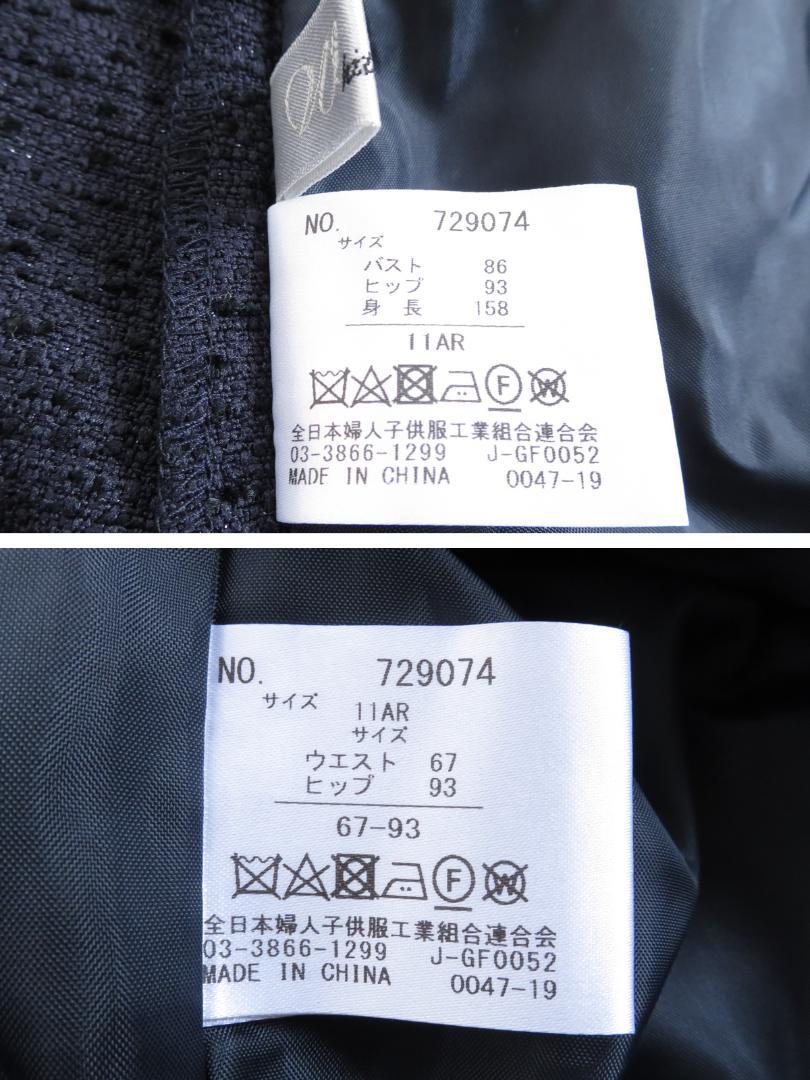 NO. 729074
サイズ
バスト 86
ヒップ 93
身長 158
11AR
F W
全日本婦人子供服工業組合連合会
03-3866-1299 J-GF0052
MADE IN CHINA 0047-19
NO. 729074
サイズ 11AR
サイズ
ウエスト 67
ヒップ 93
67-93
F W
全日本婦人子供服工業組合連合会
03-3866-1299 J-GF0052
MADE IN CHINA 0047-19